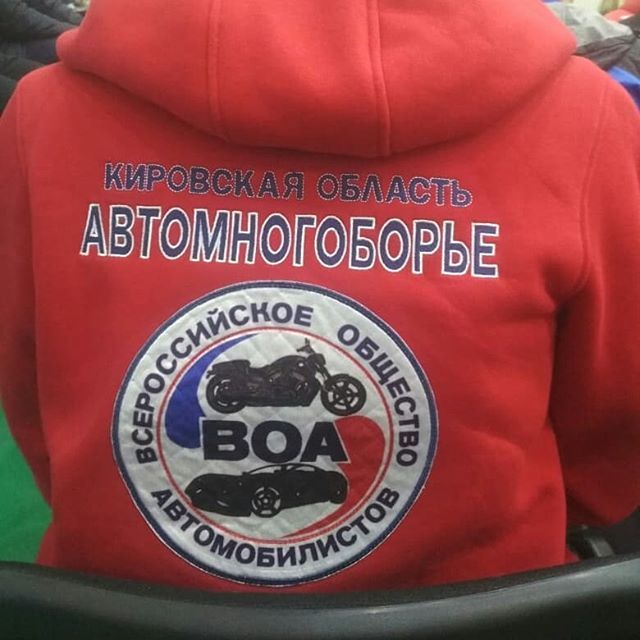 КИРОВСКАЯ ОБЛАСТЬ
АВТОМНОГОБОРЬЕ
ВСЕРОССИЙСКОЕ ОБЩЕСТВО
ВОА
АВТОМОБИЛИСТОВ